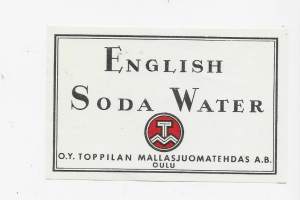 ENGLISH
SODA WATER
T
O.Y. TOPPILAN MALLASJUOMATEHDAS A.B.
OULU